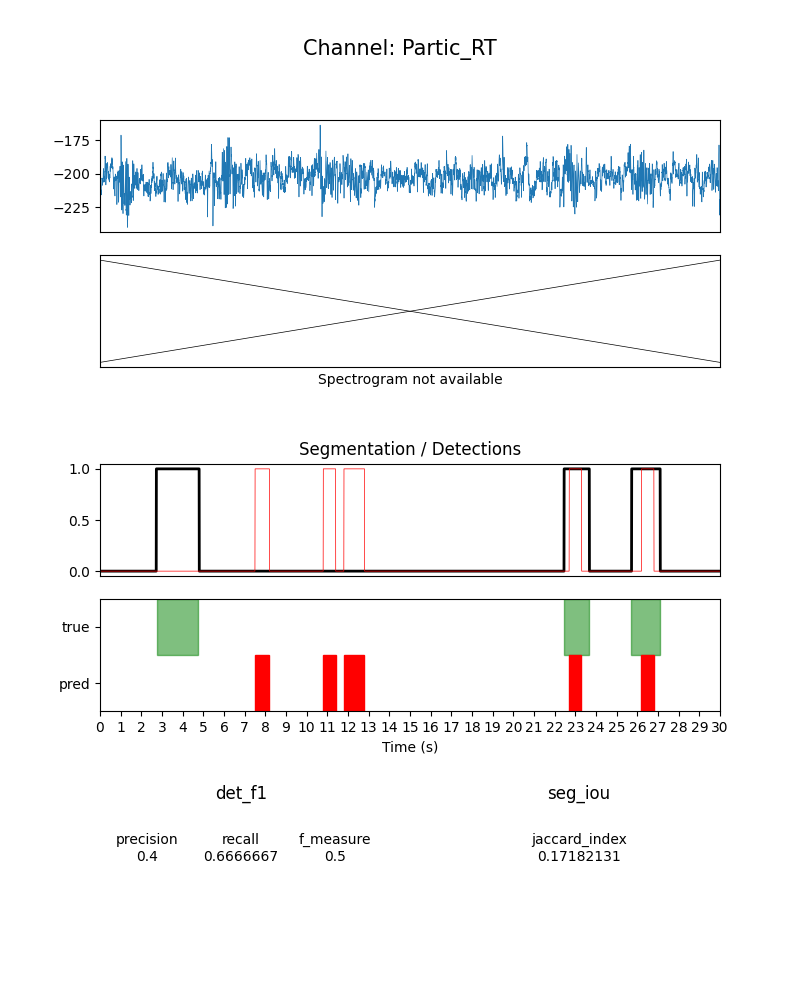 Channel: Partic_RT
−175
−200
−225
Spectrogram not available
Segmentation / Detections
1.0
0.5
0.0
true
pred
0 1 2 3 4 5 6 7 8 9 10 11 12 13 14 15 16 17 18 19 20 21 22 23 24 25 26 27 28 29 30
Time (s)
det_f1 seg_iou
precision recall f_measure jaccard_index
0.4 0.6666667 0.5 0.17182131